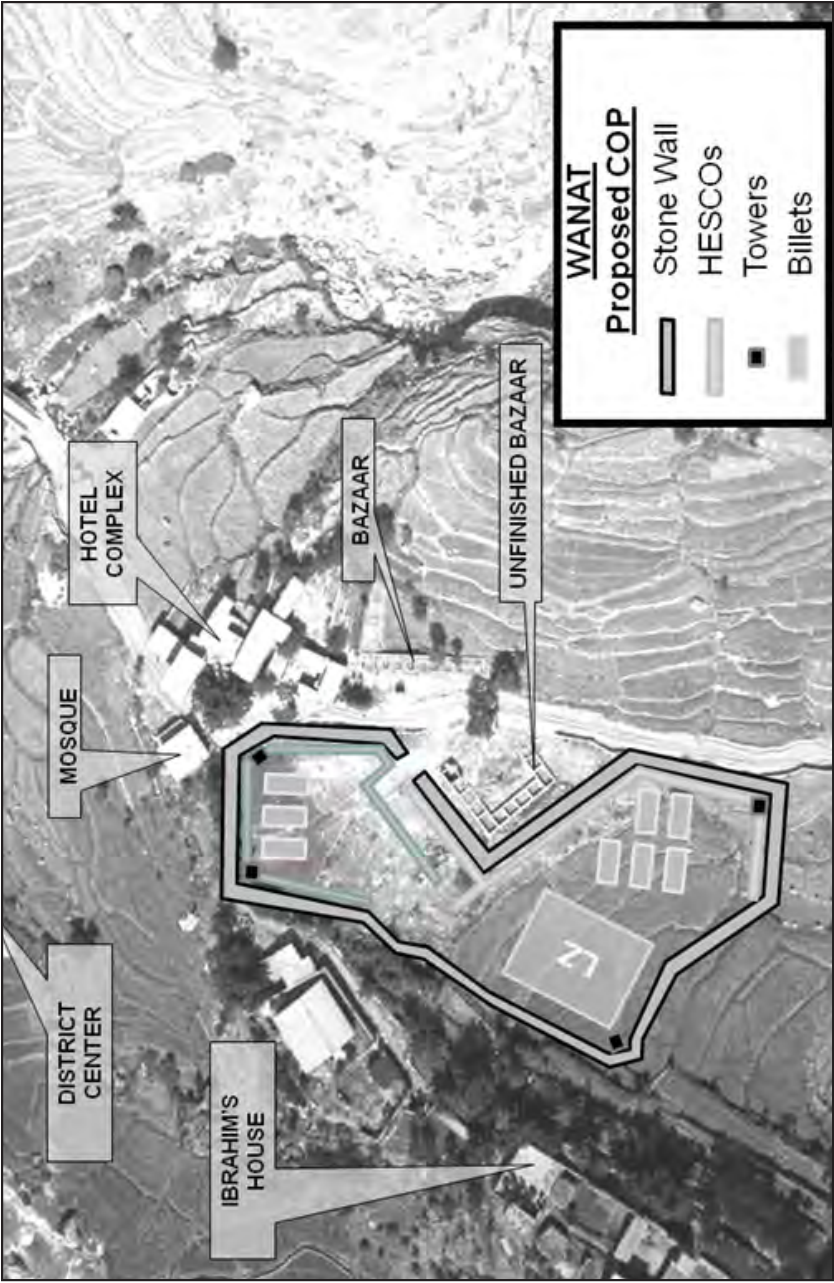 DISTRICT
CENTER
MOSQUE
HOTEL
COMPLEX
IBRAHIM'S
HOUSE
BAZAAR
UNFINISHED BAZAAR
LZ
WANAT
Proposed COP
Stone Wall
HESCOs
Towers
Billets